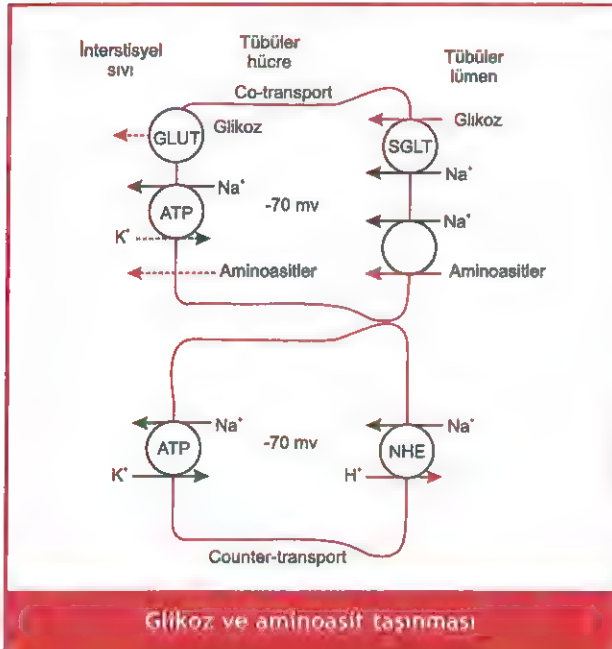 İnterstisyel
sıvı
Tübüler
hücre
Tübüler
lümen
Co-transport
GLUT
Glikoz
Glikoz
SGLT
Na⁺
Na⁺
ATP
-70 mv
Na⁺
K⁺
Aminoasitler
Aminoasitler
Na⁺
Na⁺
ATP
-70 mv
NHE
K⁺
H⁺
Counter-transport
Glikoz ve aminoasit taşınması